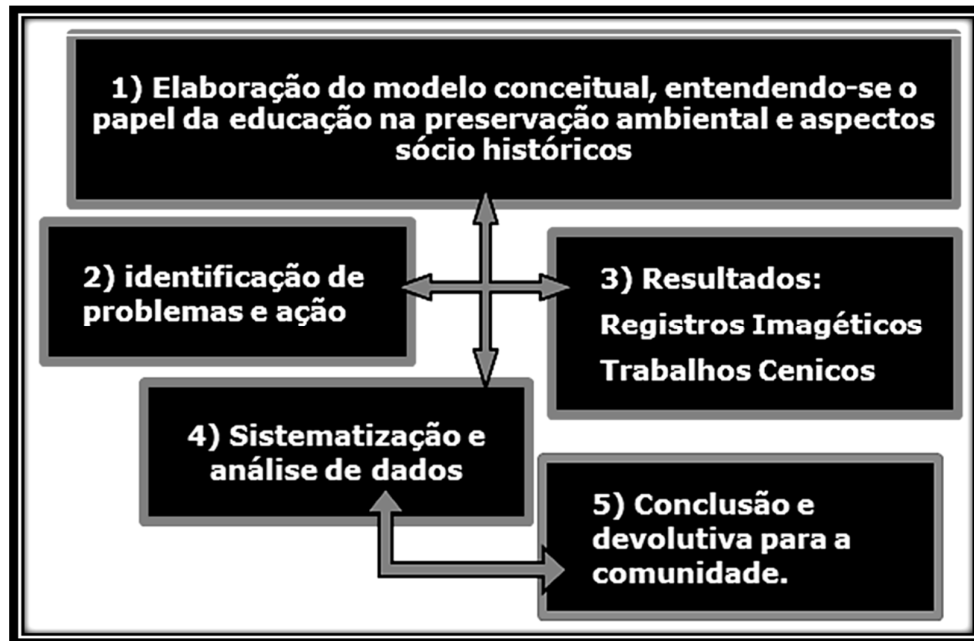 1) Elaboração do modelo conceitual, entendendo-se o
papel da educação na preservação ambiental e aspectos
sócio históricos
2) identificação de
problemas e ação
3) Resultados:
Registros Imagéticos
Trabalhos Cenicos
4) Sistematização e
análise de dados
5) Conclusão e
devolutiva para a
comunidade.